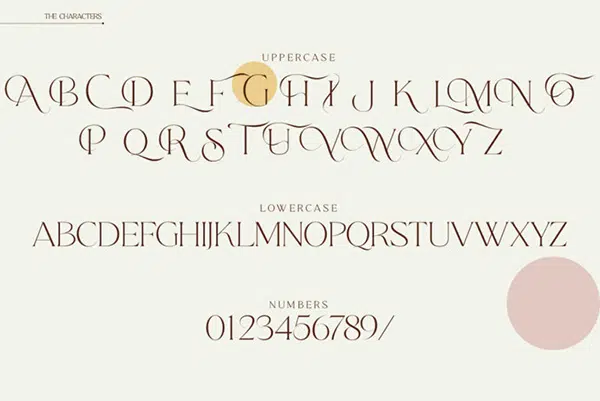 THE CHARACTERS
UPPERCASE
A B C D E F G H I J K L M N O
P Q R S T U V W X Y Z
LOWERCASE
ABCDEFGHIJKLMNOPQRSTUVWXYZ
NUMBERS
0123456789/